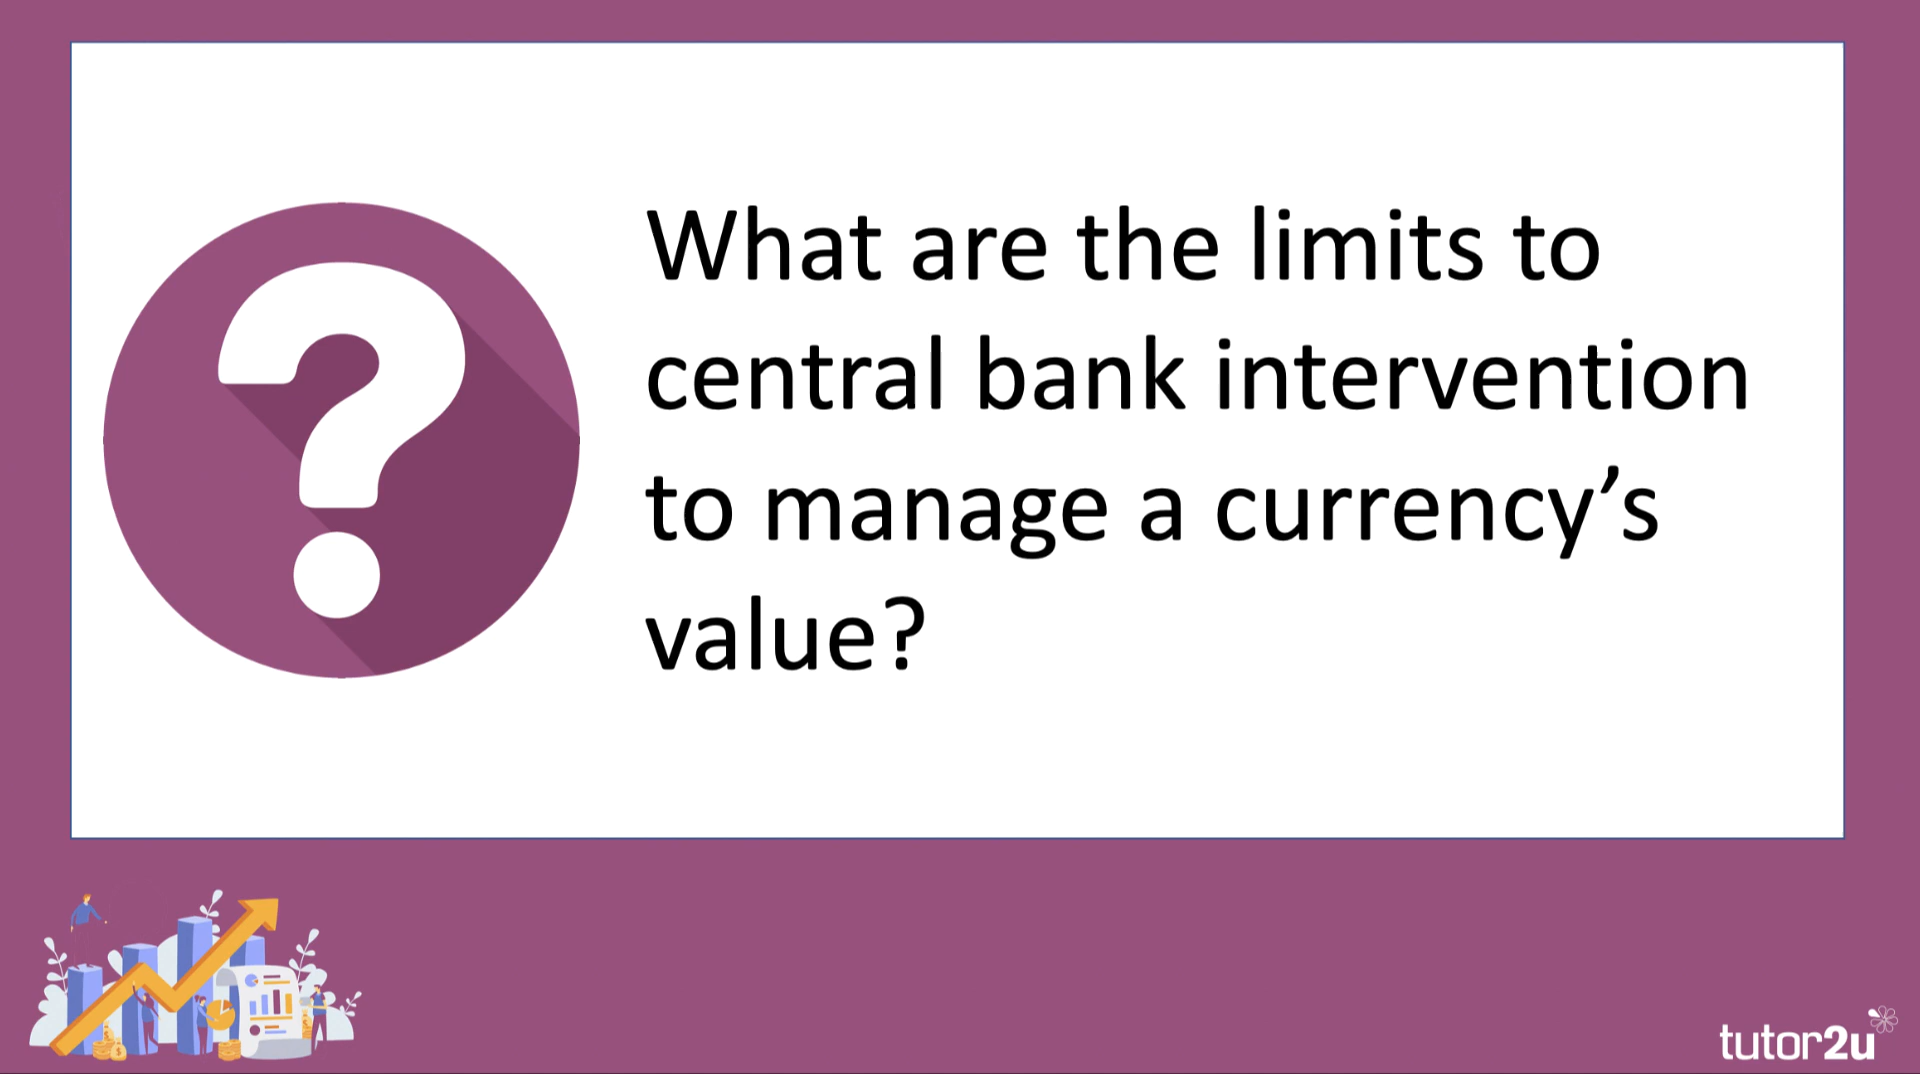 What are the limits to
central bank intervention
to manage a currency’s
value?
tutor2u